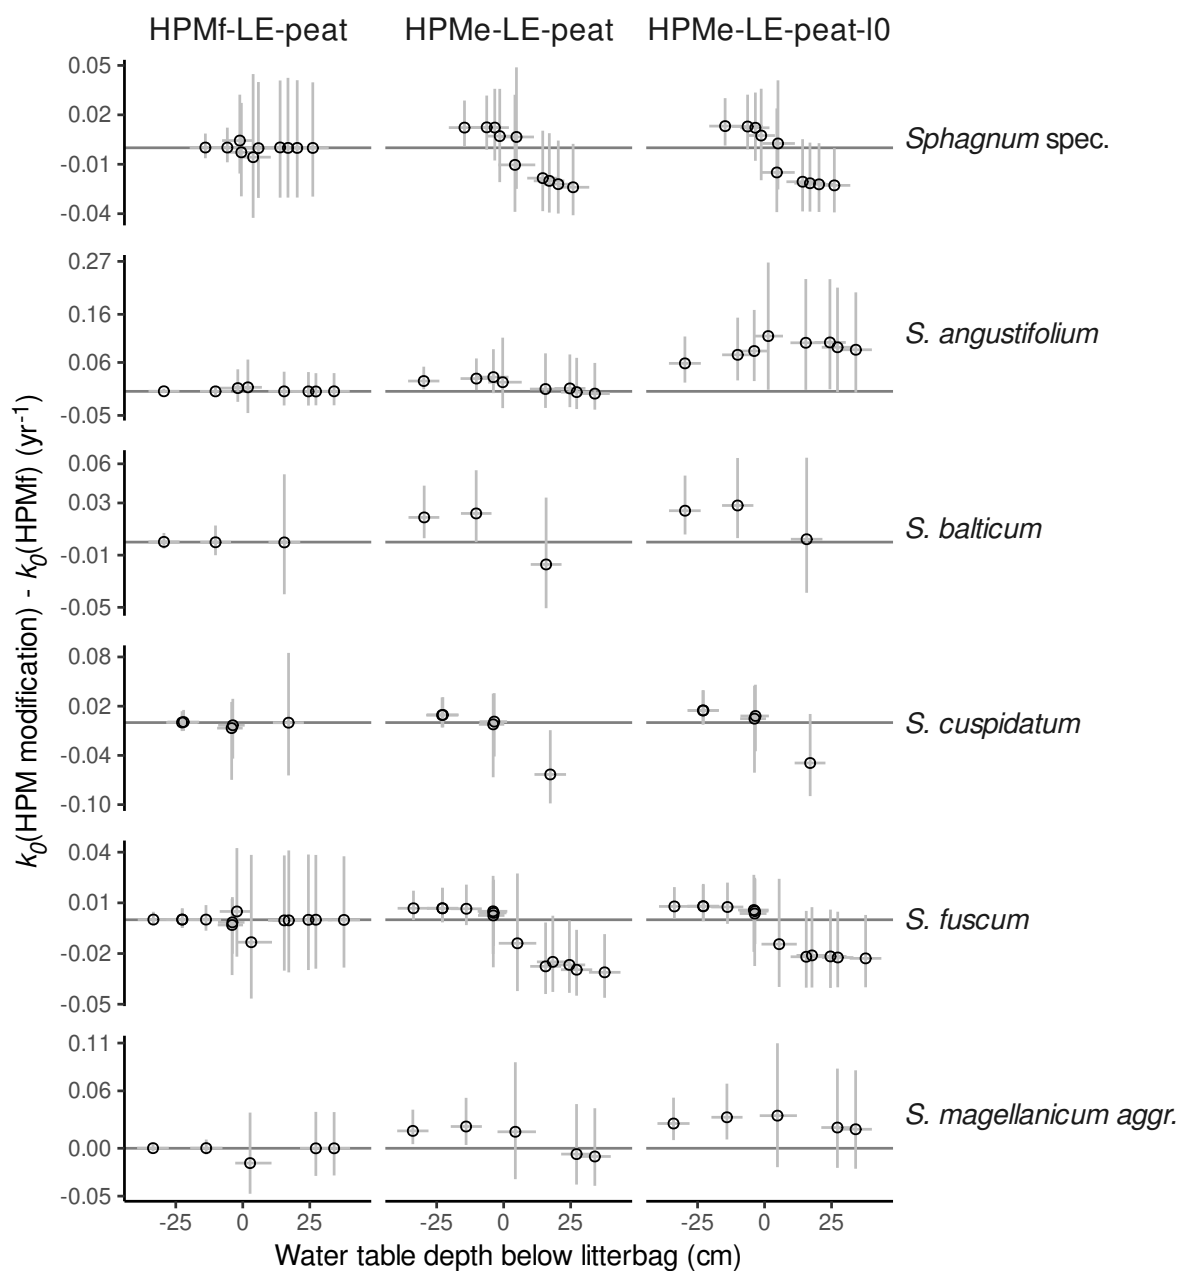 HPMf-LE-peat HPMe-LE-peat HPMe-LE-peat-l0
k0(HPM modification) - k0(HPMf) (yr-1)
0.05
0.02
-0.01
-0.04
Sphagnum spec.
0.27
0.16
0.06
-0.05
S. angustifolium
0.06
0.03
-0.01
-0.05
S. balticum
0.08
0.02
-0.04
-0.10
S. cuspidatum
0.04
0.01
-0.02
-0.05
S. fuscum
0.11
0.06
0.00
-0.05
S. magellanicum aggr.
-25 0 25 -25 0 25 -25 0 25
Water table depth below litterbag (cm)